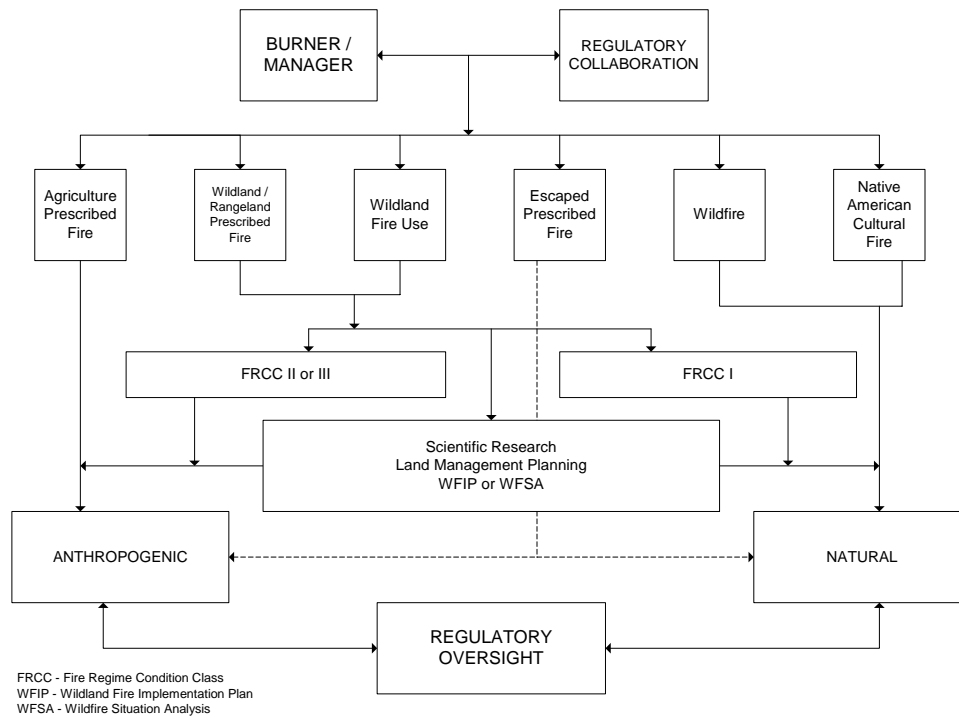 BURNER /
MANAGER
REGULATORY
COLLABORATION
Agriculture
Prescribed
Fire
Wildland /
Rangeland
Prescribed
Fire
Wildland
Fire Use
Escaped
Prescribed
Fire
Wildfire
Native
American
Cultural
Fire
FRCC II or III
FRCC I
Scientific Research
Land Management Planning
WFIP or WFSA
ANTHROPOGENIC
NATURAL
REGULATORY
OVERSIGHT
FRCC - Fire Regime Condition Class
WFIP - Wildland Fire Implementation Plan
WFSA - Wildfire Situation Analysis